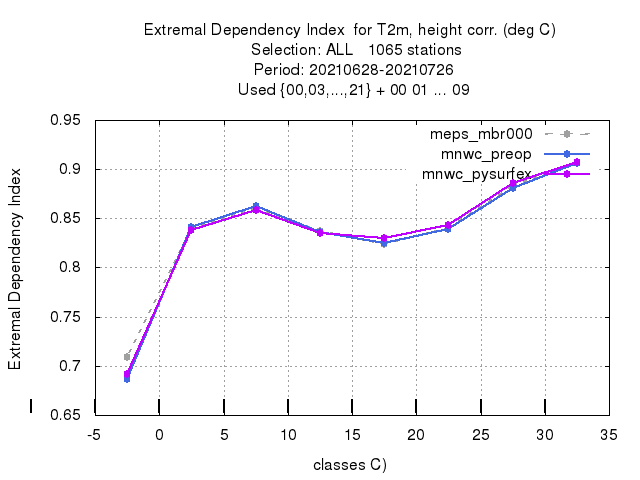 Extremal Dependency Index  for T2m, height corr. (deg C)
Selection: ALL   1065 stations
Period: 20210628-20210726
Used {00,03,...,21} + 00 01 ... 09
meps_mbr000
mnwc_preop
mnwc_pysurfex
Extremal Dependency Index
0.95
0.9
0.85
0.8
0.75
0.7
0.65
-5 0 5 10 15 20 25 30 35
classes C)